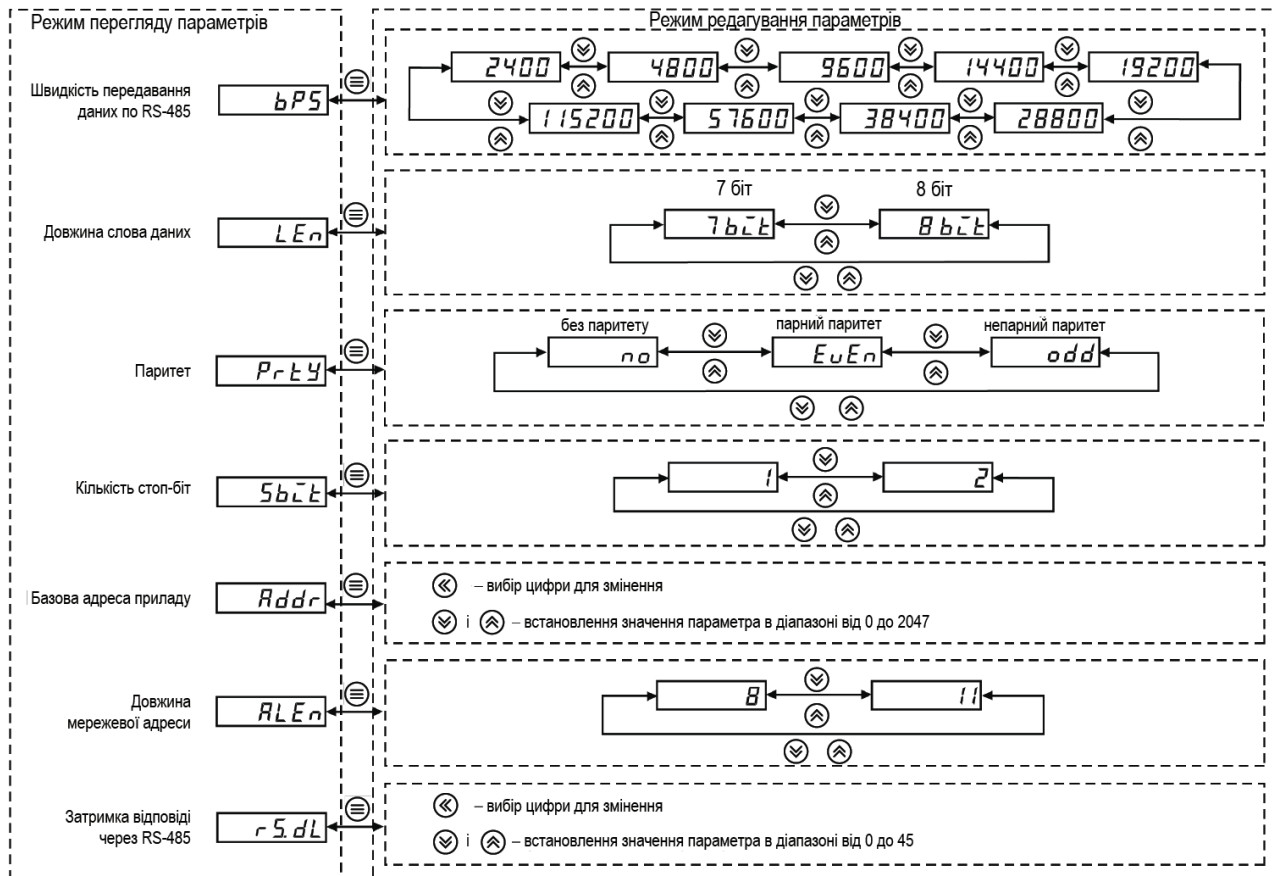 Режим перегляду параметрів
Режим редагування параметрів
Швидкість передавання
даних по RS-485
bPS
2400 4800 9600 14400 19200
115200 57600 38400 28800
7 біт 8 біт
Довжина слова даних
LEn
7bit 8bit
без паритету парний паритет непарний паритет
Паритет
PrtY
no EvEn odd
Кількість стоп-біт
Sbit
1 2
Базова адреса приладу
Addr
– вибір цифри для змінення
і – встановлення значення параметра в діапазоні від 0 до 2047
Довжина
мережевої адреси
ALEn
8 11
Затримка відповіді
через RS-485
rS.dL
– вибір цифри для змінення
і – встановлення значення параметра в діапазоні від 0 до 45